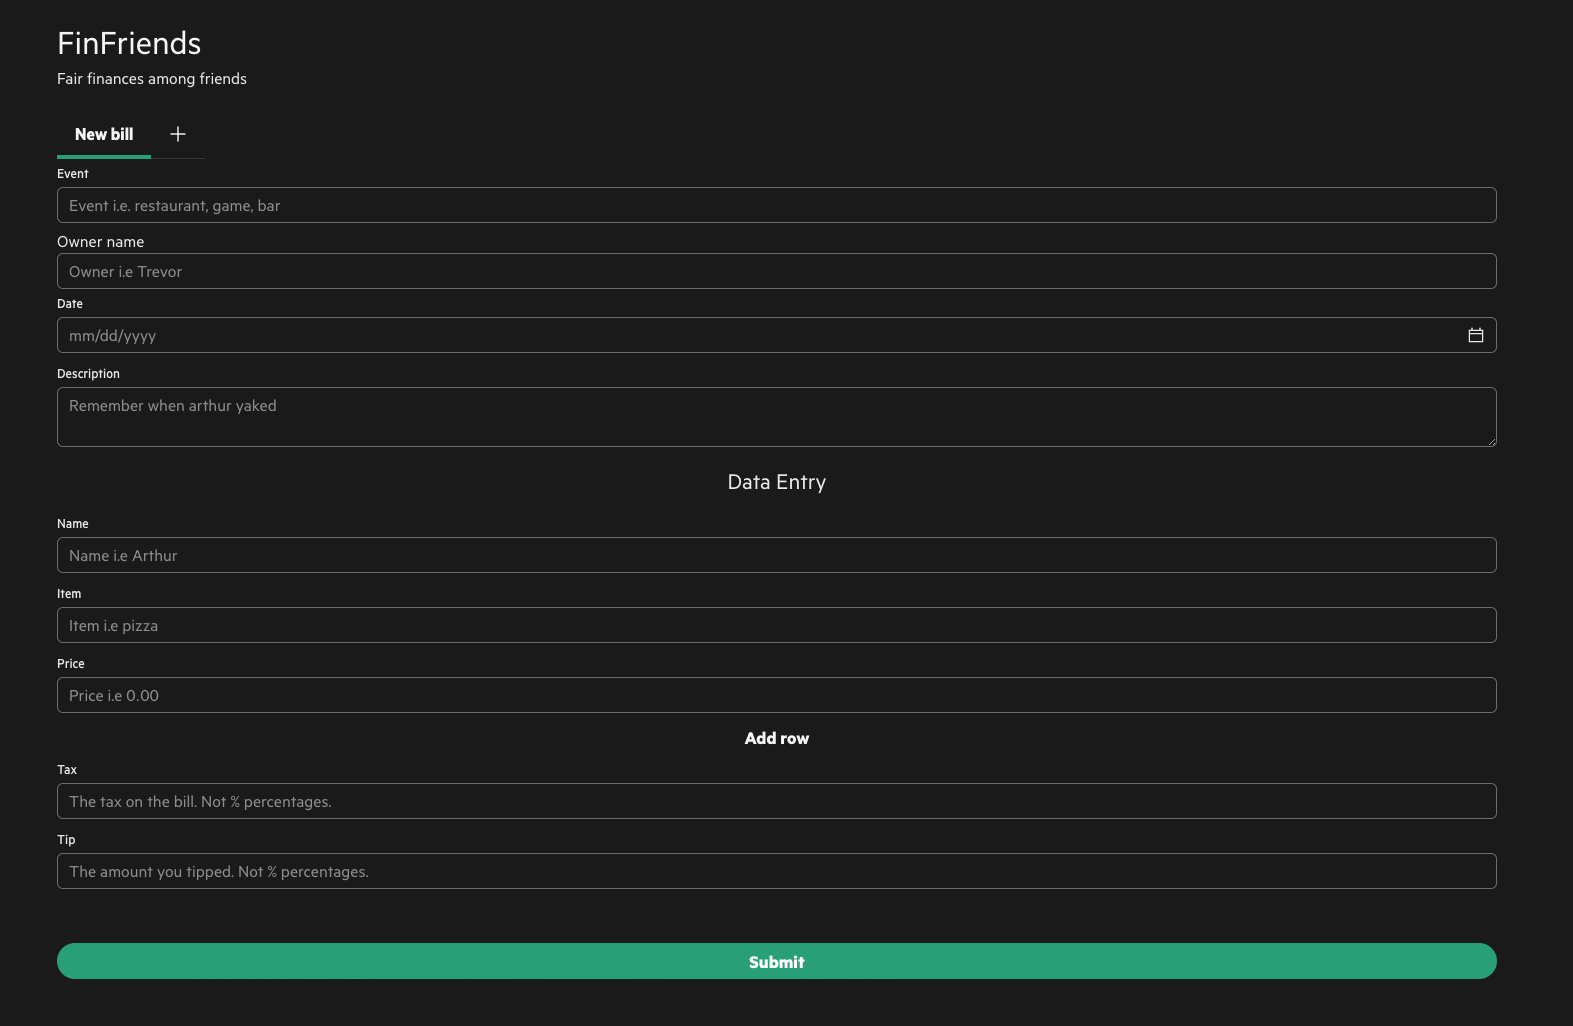 FinFriends
Fair finances among friends
New bill
Event
Event i.e. restaurant, game, bar
Owner name
Owner i.e Trevor
Date
mm/dd/yyyy
Description
Remember when arthur yaked
Data Entry
Name
Name i.e Arthur
Item
Item i.e pizza
Price
Price i.e 0.00
Add row
Tax
The tax on the bill. Not % percentages.
Tip
The amount you tipped. Not % percentages.
Submit